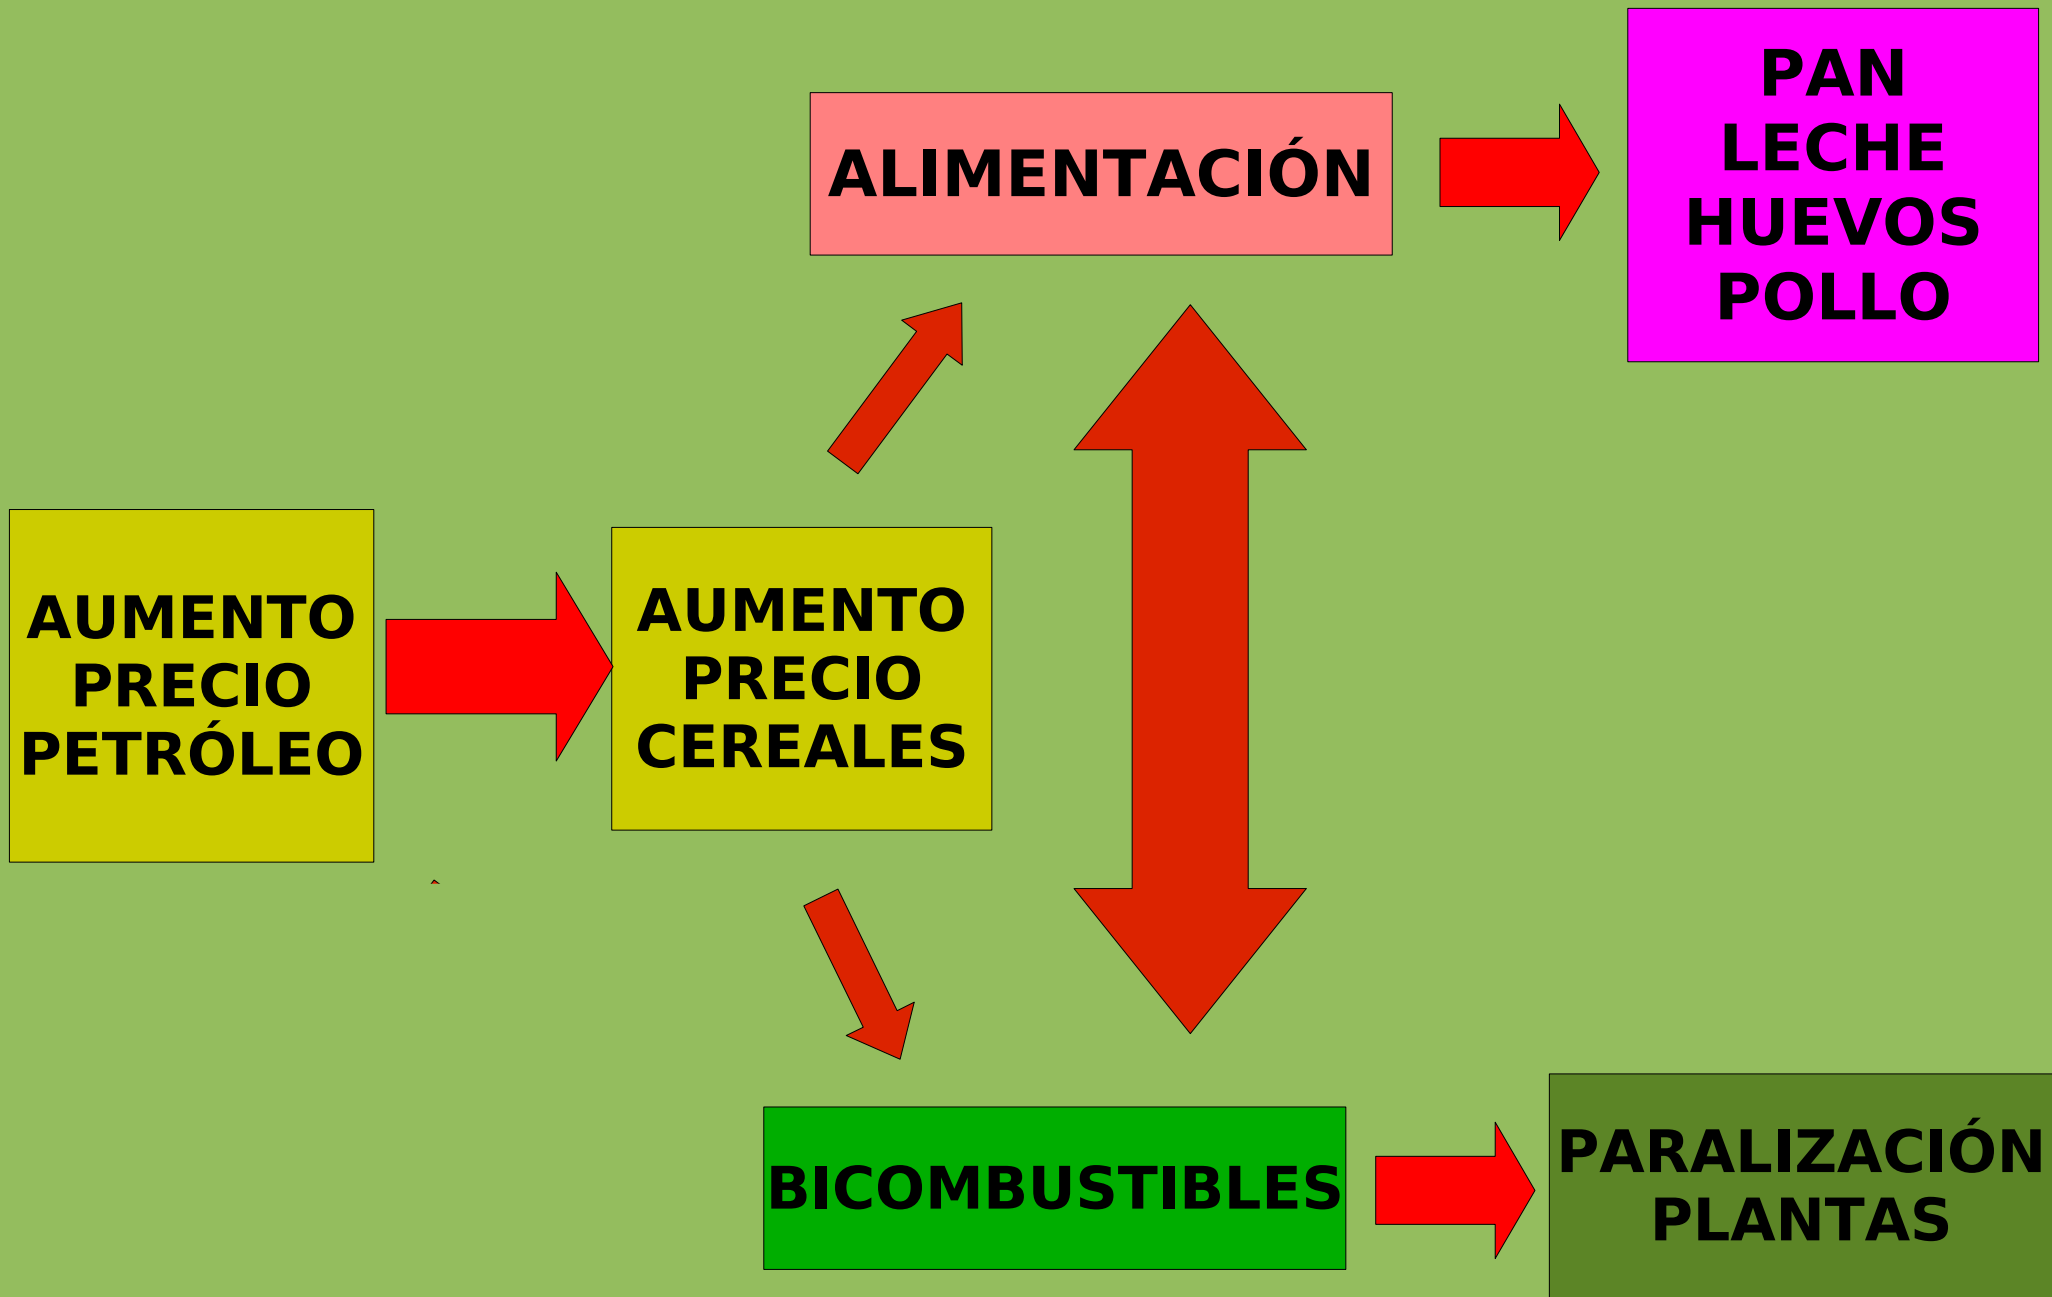 AUMENTO
PRECIO
PETRÓLEO
AUMENTO
PRECIO
CEREALES
ALIMENTACIÓN
PAN
LECHE
HUEVOS
POLLO
BICOMBUSTIBLES
PARALIZACIÓN
PLANTAS